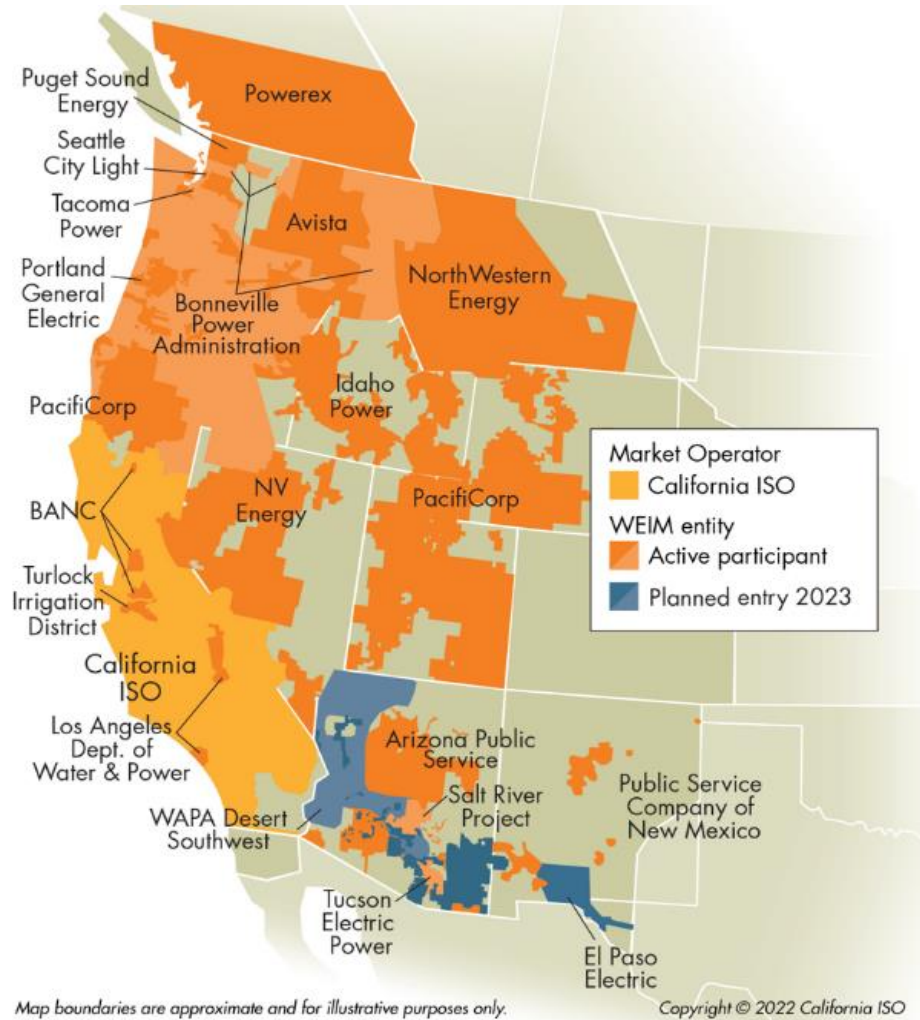 Puget Sound
Energy
Powerex
Seattle
City Light
Tacoma
Power
Avista
Portland
General
Electric
Bonneville
Power
Administration
NorthWestern
Energy
PacifiCorp
Idaho
Power
Market Operator
California ISO
WEIM entity
Active participant
Planned entry 2023
BANC
NV
Energy
PacifiCorp
Turlock
Irrigation
District
California
ISO
Los Angeles
Dept. of
Water & Power
Arizona Public
Service
Salt River
Project
Public Service
Company of
New Mexico
WAPA Desert
Southwest
Tucson
Electric
Power
El Paso
Electric
Map boundaries are approximate and for illustrative purposes only.
Copyright © 2022 California ISO